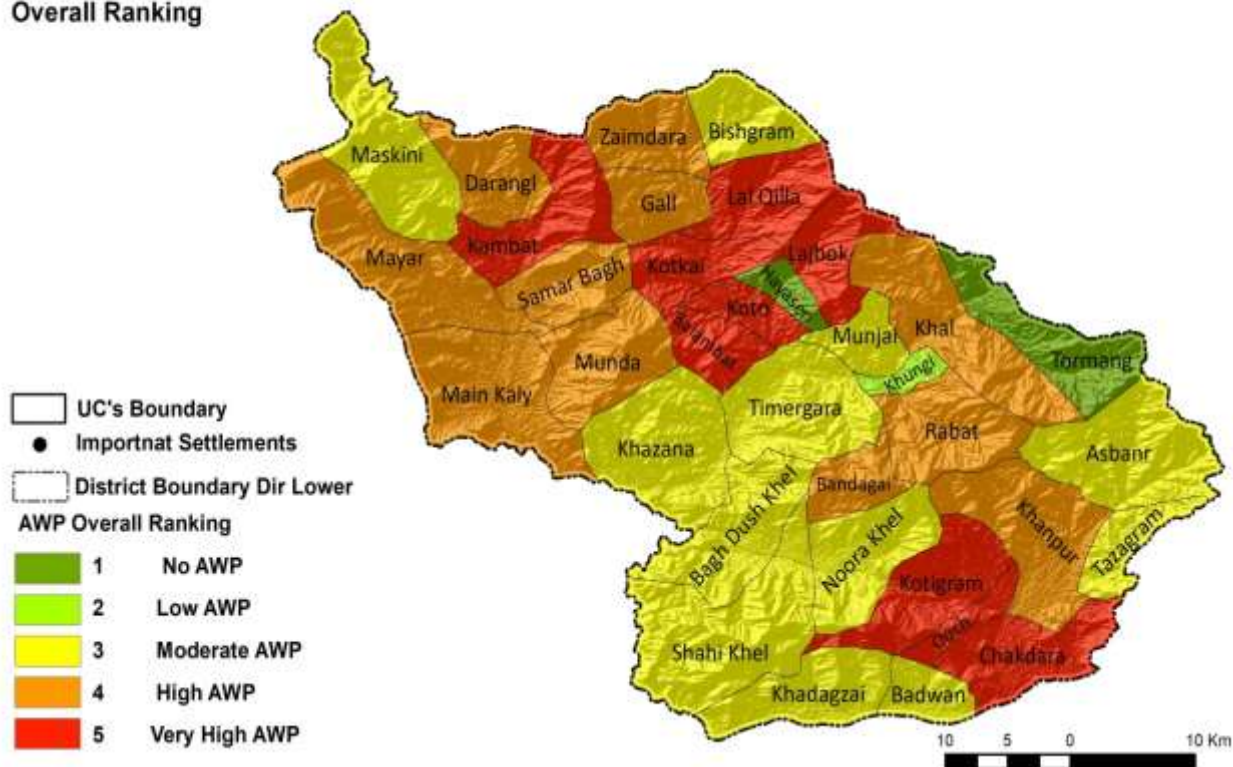 Overall Ranking
Zaimdara
Bishgram
Maskini
Darangl
Gall
Lal Qilla
Mayar
Kambat
Samar Bagh
Kotkai
Lajbok
Koto
Munjai
Khal
Tormang
Munda
Khungi
Main Kaly
Timergara
Khazana
Rabat
Asbanr
Bandagai
Bagh Dush Khel
Noora Khel
Khanpur
Tazagram
Kotigram
Shahi Khel
Chakdara
Khadagzai
Badwan
UC's Boundary
Importnat Settlements
District Boundary Dir Lower
AWP Overall Ranking
1 No AWP
2 Low AWP
3 Moderate AWP
4 High AWP
5 Very High AWP
10 5 0 10 Km